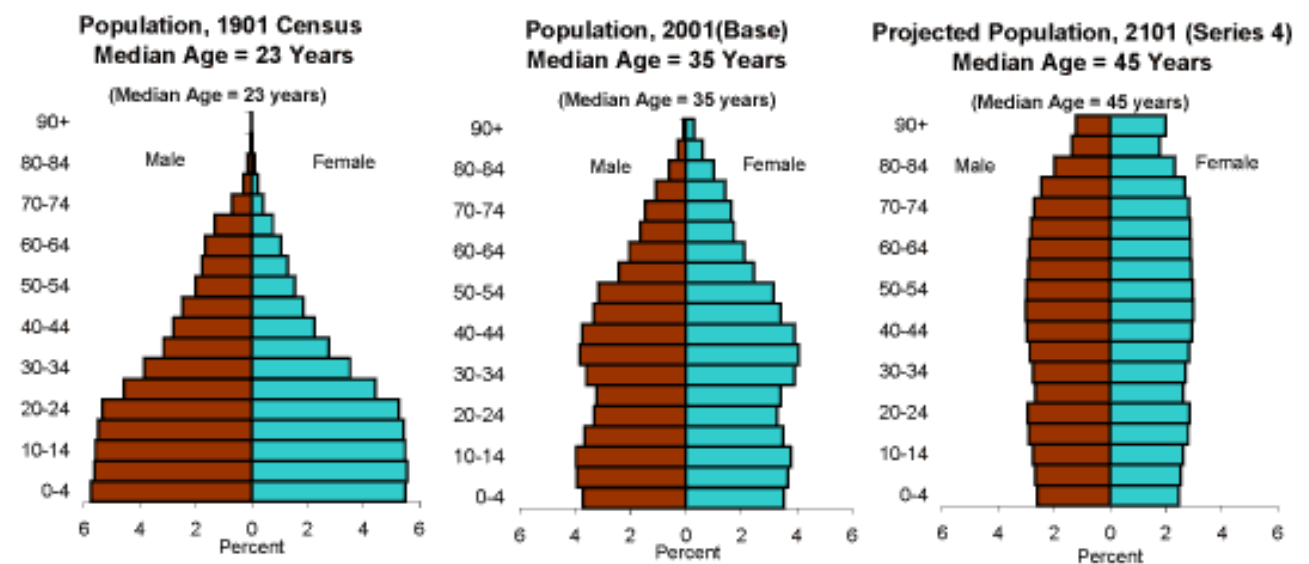 Population, 1901 Census
Median Age = 23 Years
(Median Age = 23 years)
90+
80-84
70-74
60-64
50-54
40-44
30-34
20-24
10-14
0-4
Male
Female
6 4 2 0 2 4 6
Percent
Population, 2001(Base)
Median Age = 35 Years
(Median Age = 35 years)
90+
80-84
70-74
60-64
50-54
40-44
30-34
20-24
10-14
0-4
Male
Female
6 4 2 0 2 4 6
Percent
Projected Population, 2101 (Series 4)
Median Age = 45 Years
(Median Age = 45 years)
90+
80-84
70-74
60-64
50-54
40-44
30-34
20-24
10-14
0-4
Male
Female
6 4 2 0 2 4 6
Percent